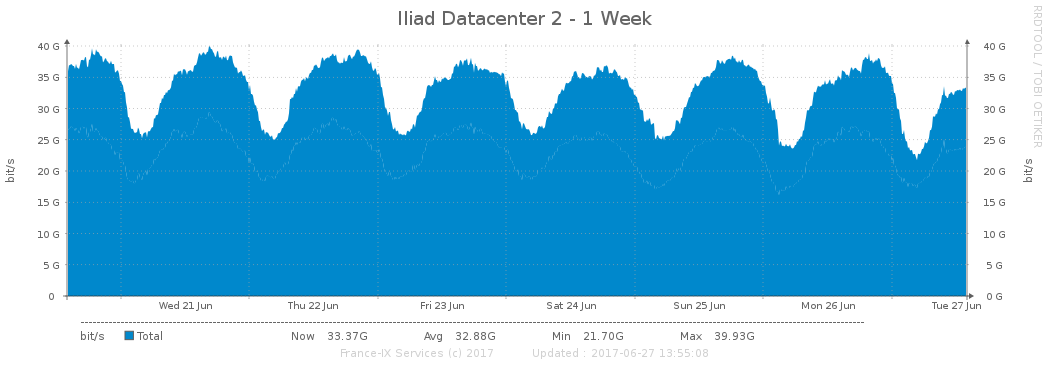 Iliad Datacenter 2 - 1 Week
RRDTOOL / TOBI OETIKER
40 G 40 G
35 G 35 G
30 G 30 G
25 G 25 G
20 G 20 G
15 G 15 G
10 G 10 G
5 G 5 G
0 0 G
bit/s bit/s
Wed 21 Jun Thu 22 Jun Fri 23 Jun Sat 24 Jun Sun 25 Jun Mon 26 Jun Tue 27 Jun
bit/s Total Now 33.37G Avg 32.88G Min 21.70G Max 39.93G
France-IX Services (c) 2017 Updated : 2017-06-27 13:55:08